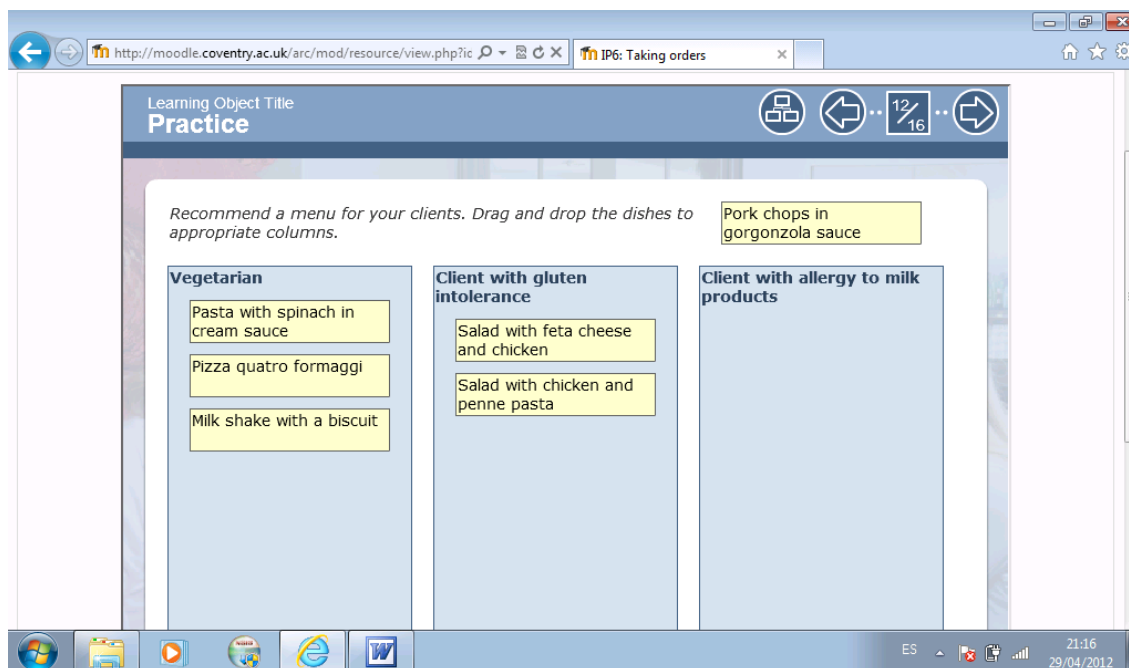 http://moodle.coventry.ac.uk/arc/mod/resource/view.php?ic
IP6: Taking orders
Learning Object Title
Practice
12/16
Recommend a menu for your clients. Drag and drop the dishes to
appropriate columns.
Pork chops in
gorgonzola sauce
Vegetarian
Pasta with spinach in
cream sauce
Pizza quatro formaggi
Milk shake with a biscuit
Client with gluten
intolerance
Salad with feta cheese
and chicken
Salad with chicken and
penne pasta
Client with allergy to milk
products
W
ES
21:16
29/04/2012